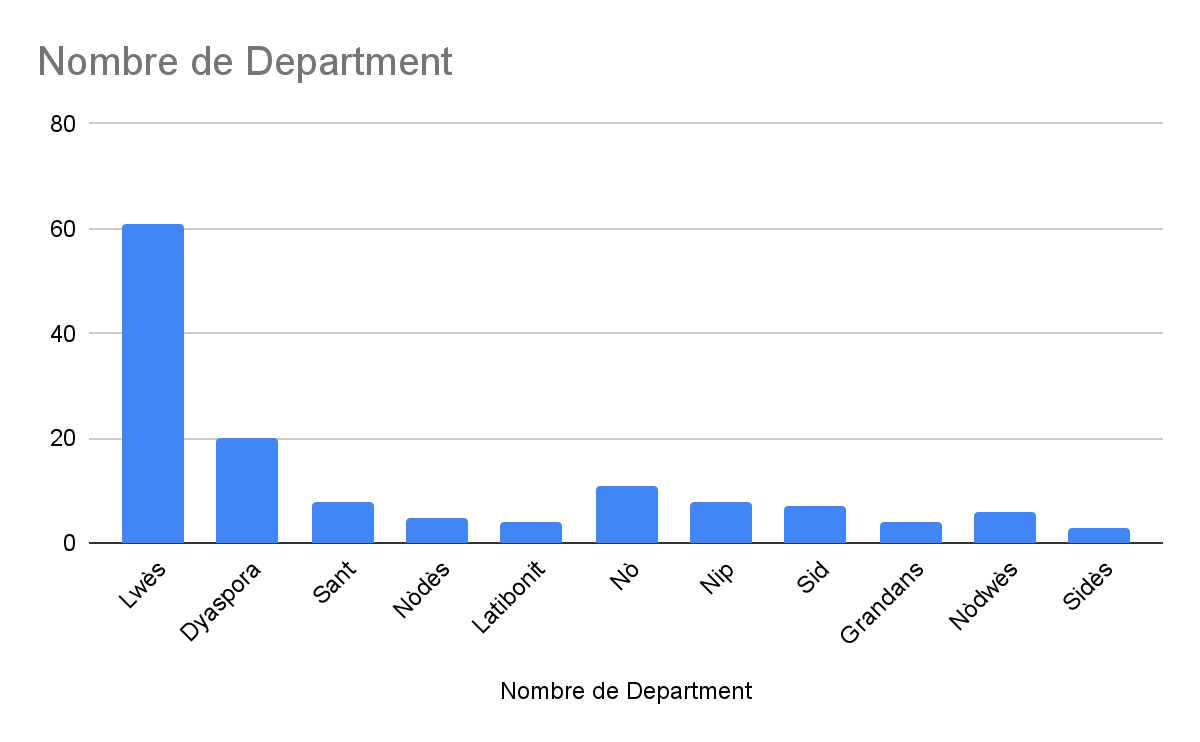 Nombre de Department
80
60
40
20
0
Lwès
Dyaspora
Sant
Nòdès
Latibonit
Nò
Nip
Sid
Grandans
Nòdwès
Sidès
Nombre de Department